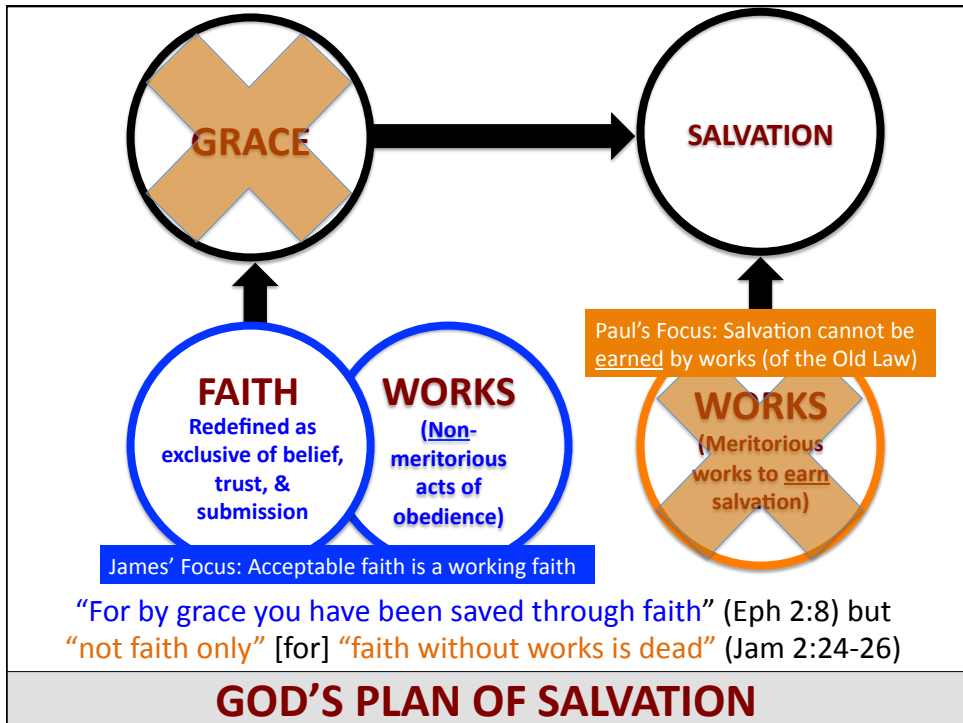 GRACE
SALVATION
Paul’s Focus: Salvation cannot be
earned by works (of the Old Law)
FAITH
Redefined as
exclusive of belief,
trust, &
submission
WORKS
(Non-
meritorious
acts of
obedience)
WORKS
(Meritorious
works to earn
salvation)
James’ Focus: Acceptable faith is a working faith
“For by grace you have been saved through faith” (Eph 2:8) but
“not faith only” [for] “faith without works is dead” (Jam 2:24-26)
GOD’S PLAN OF SALVATION